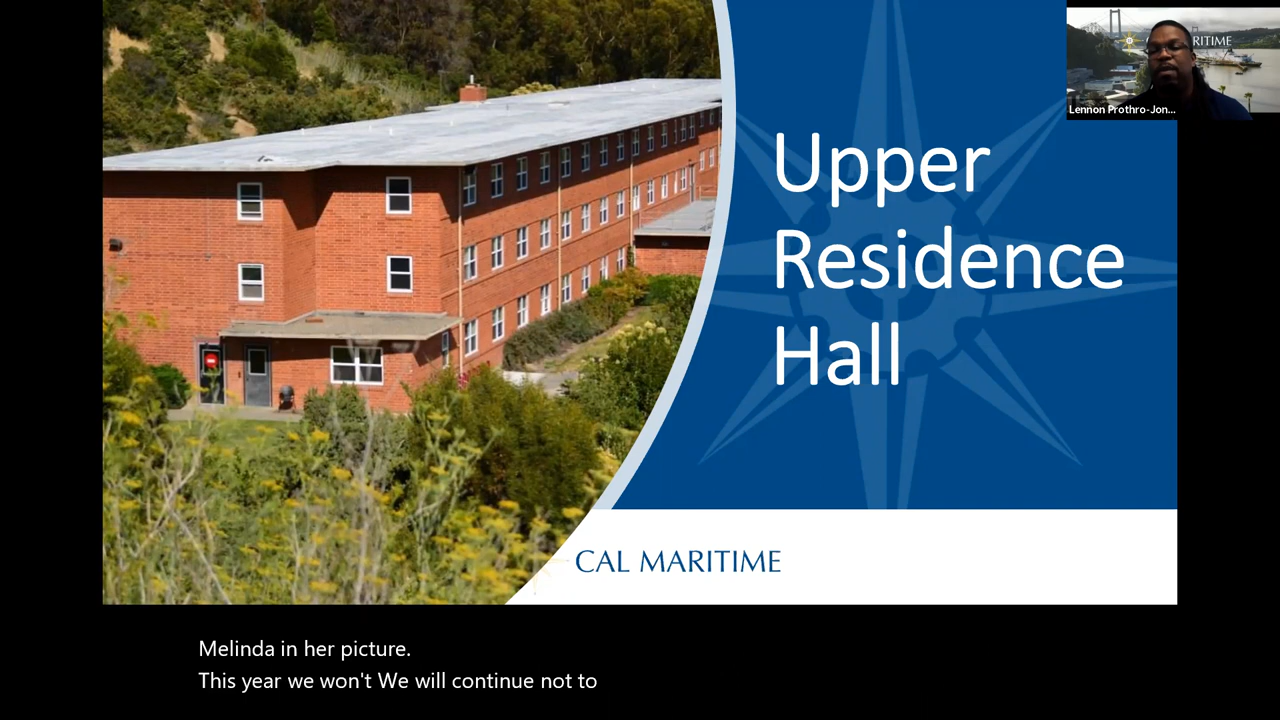 RITIME
Lennon Prothro-Jon...
Upper
Residence
Hall
CAL MARITIME
Melinda in her picture.
This year we won't We will continue not to